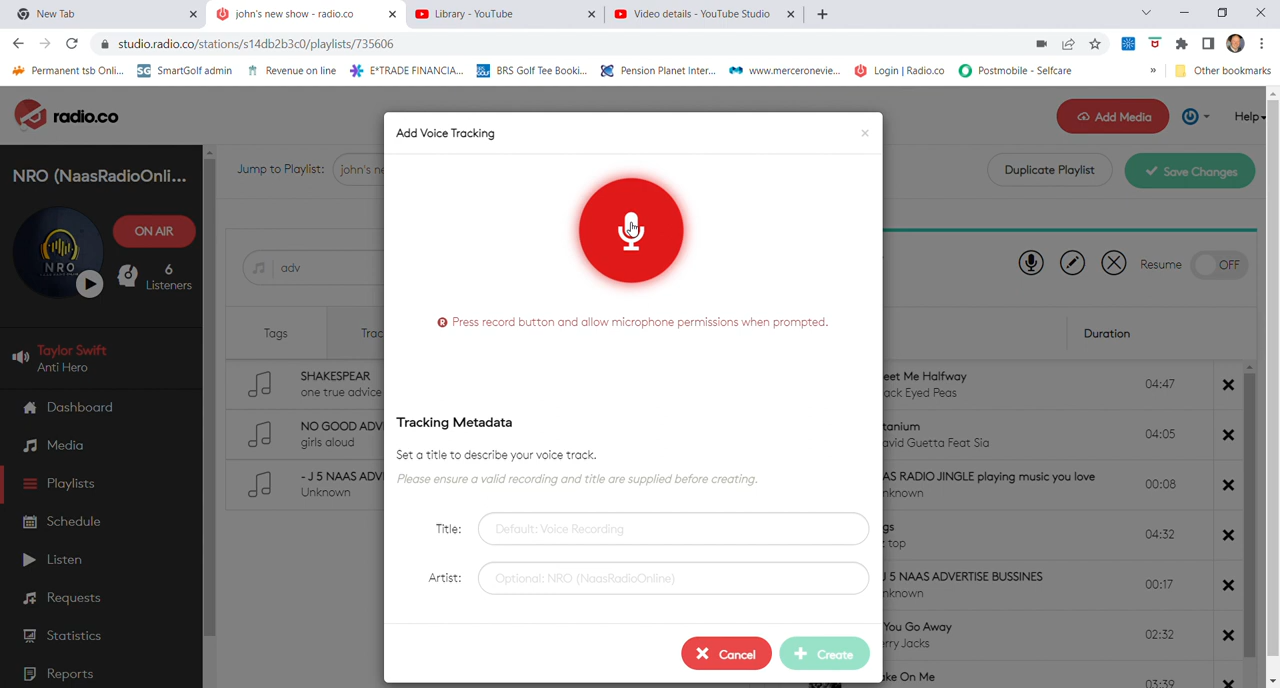 New Tab
john's new show - radio.co
Library - YouTube
Video details - YouTube Studio
studio.radio.co/stations/s14db2b3c0/playlists/735606
Permanent tsb Onli...
SG SmartGolf admin
Revenue on line
E*TRADE FINANCIA...
BRS Golf Tee Booki...
Pension Planet Inter...
www.merceroneview...
Login | Radio.co
Postmobile - Selfcare
»
Other bookmarks
radio.co
Add Media
Help
NRO (NaasRadioOnli...
NRO
ON AIR
6
Listeners
Taylor Swift
Anti Hero
Dashboard
Media
Playlists
Schedule
Listen
Requests
Statistics
Reports
Jump to Playlist:
john's ne
Duplicate Playlist
Save Changes
adv
Resume
OFF
Tags
Trac
Duration
SHAKESPEAR
one true advice
NO GOOD ADV
girls aloud
- J 5 NAAS ADV
Unknown
Add Voice Tracking
×
R Press record button and allow microphone permissions when prompted.
Tracking Metadata
Set a title to describe your voice track.
Please ensure a valid recording and title are supplied before creating.
Title:
Default: Voice Recording
Artist:
Optional: NRO (NaasRadioOnline)
Cancel
Create
eet Me Halfway
ack Eyed Peas
04:47
tanium
avid Guetta Feat Sia
04:05
AS RADIO JINGLE playing music you love
nknown
00:08
gs
z top
04:32
J 5 NAAS ADVERTISE BUSSINES
nknown
00:17
You Go Away
erry Jacks
02:32
ke On Me
03:39